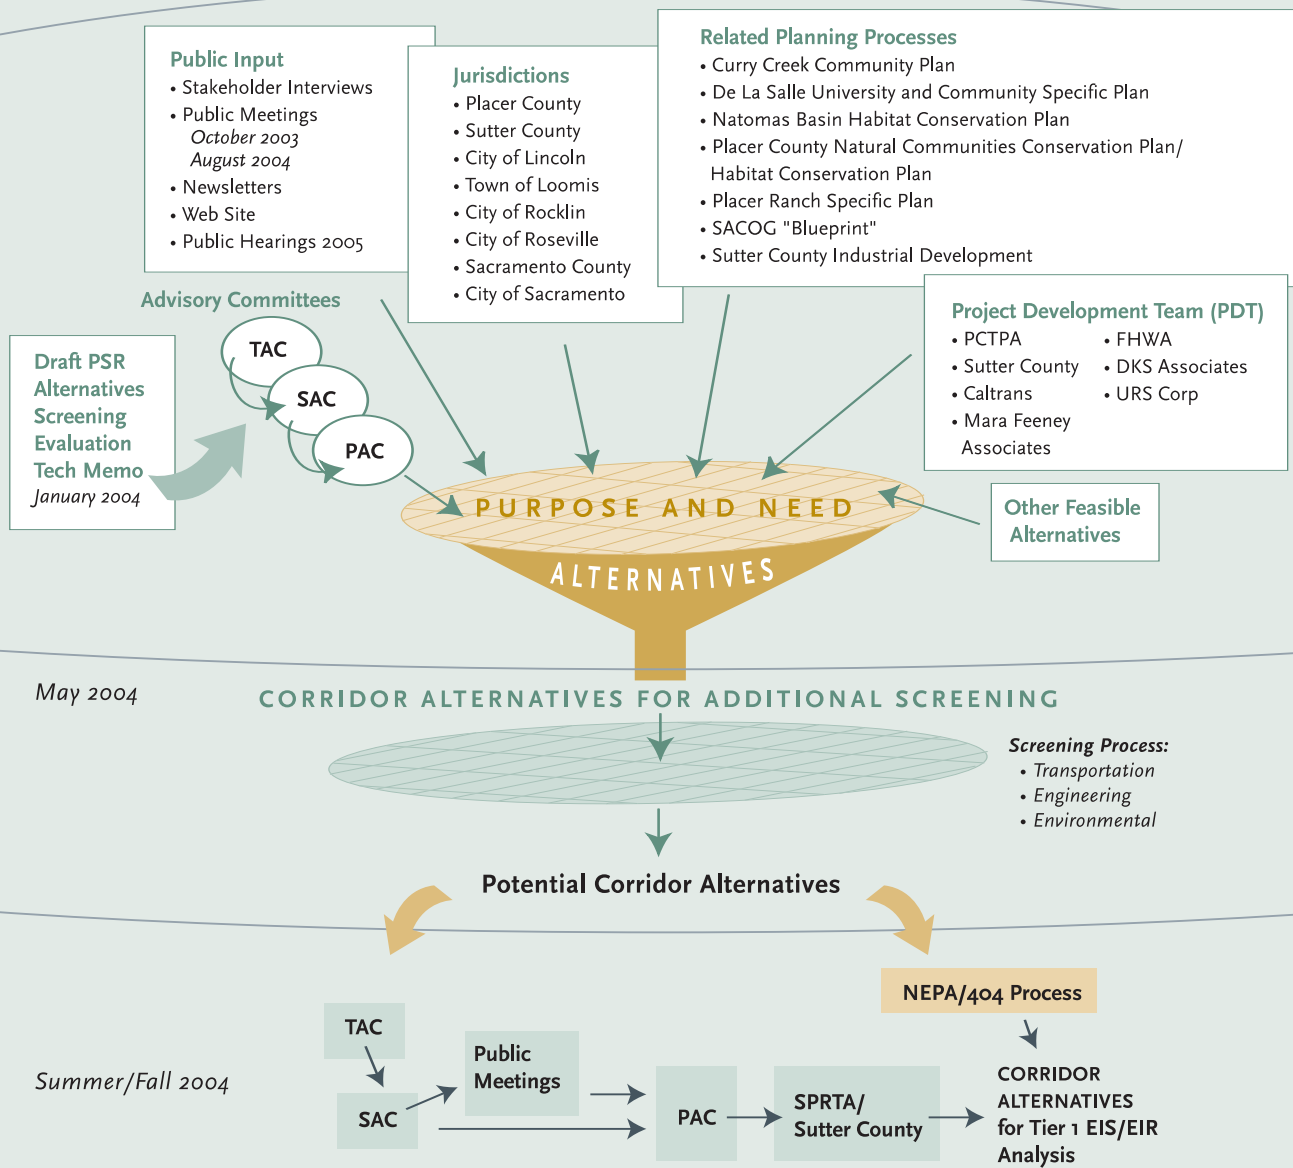 Public Input
• Stakeholder Interviews
• Public Meetings
October 2003
August 2004
• Newsletters
• Web Site
• Public Hearings 2005
Jurisdictions
• Placer County
• Sutter County
• City of Lincoln
• Town of Loomis
• City of Rocklin
• City of Roseville
• Sacramento County
• City of Sacramento
Related Planning Processes
• Curry Creek Community Plan
• De La Salle University and Community Specific Plan
• Natomas Basin Habitat Conservation Plan
• Placer County Natural Communities Conservation Plan/
Habitat Conservation Plan
• Placer Ranch Specific Plan
• SACOG "Blueprint"
• Sutter County Industrial Development
Project Development Team (PDT)
• PCTPA
• Sutter County
• Caltrans
• Mara Feeney
Associates
• FHWA
• DKS Associates
• URS Corp
Advisory Committees
TAC
SAC
PAC
Draft PSR
Alternatives
Screening
Evaluation
Tech Memo
January 2004
PURPOSE AND NEED
ALTERNATIVES
Other Feasible
Alternatives
May 2004
CORRIDOR ALTERNATIVES FOR ADDITIONAL SCREENING
Screening Process:
• Transportation
• Engineering
• Environmental
Potential Corridor Alternatives
Summer/Fall 2004
TAC
SAC
Public
Meetings
PAC
SPRTA/
Sutter County
NEPA/404 Process
CORRIDOR
ALTERNATIVES
for Tier 1 EIS/EIR
Analysis